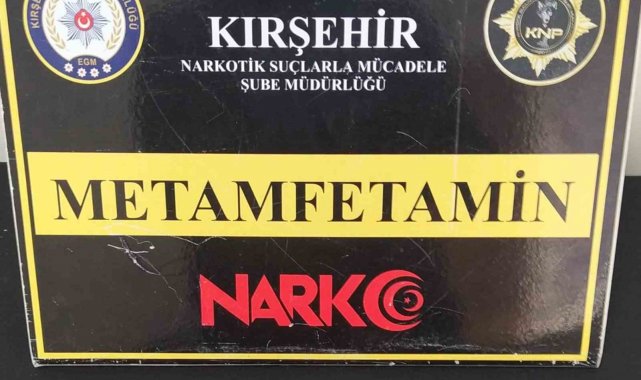 KIRŞEHİR
NARKOTİK SUÇLARLA MÜCADELE
ŞUBE MÜDÜRLÜĞÜ
EGM
KNP
METAMFETAMİN
NARKO